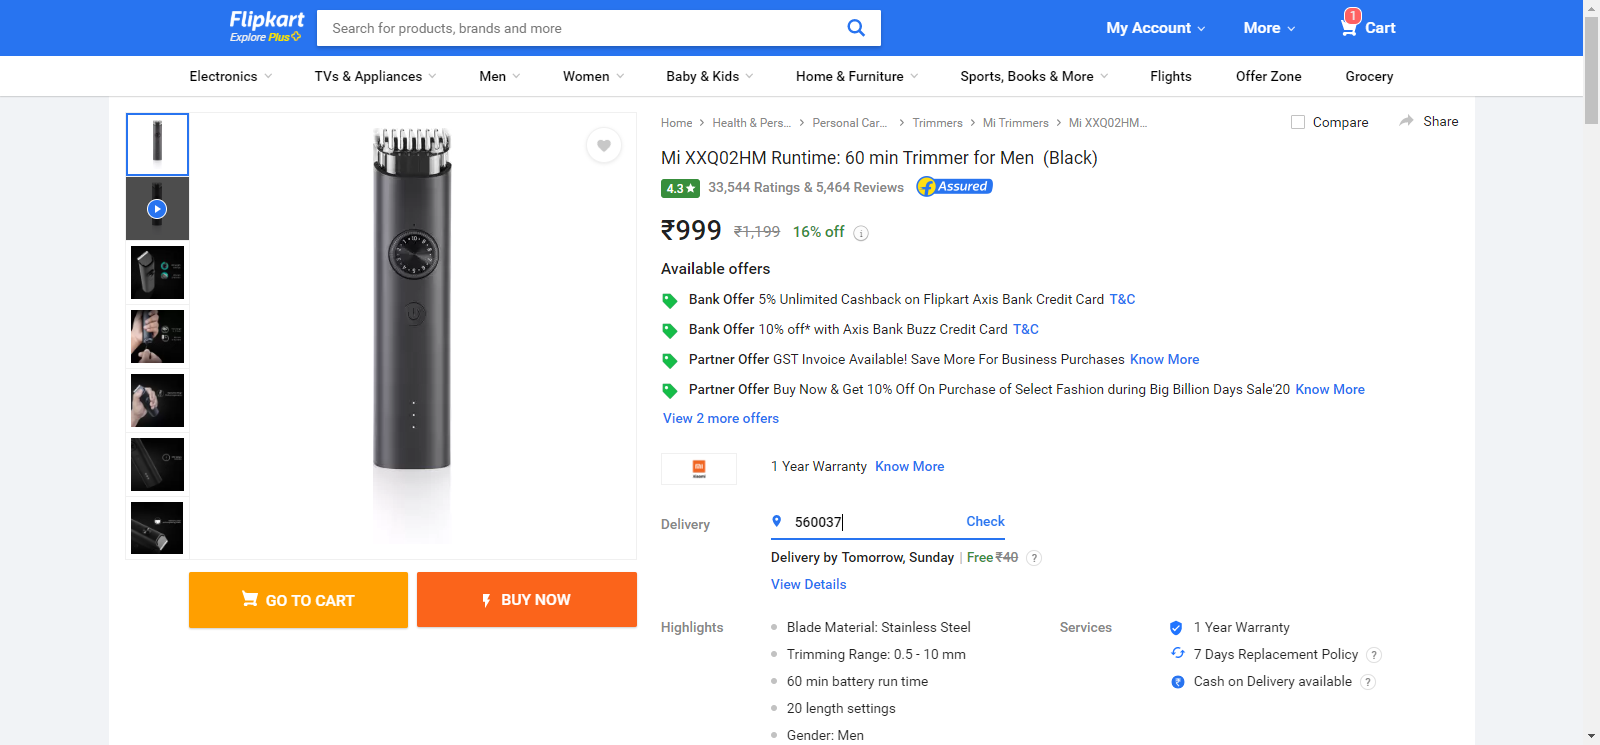 Flipkart
Explore Plus
Search for products, brands and more
My Account
More
1
Cart
Electronics
TVs & Appliances
Men
Women
Baby & Kids
Home & Furniture
Sports, Books & More
Flights
Offer Zone
Grocery
Home > Health & Pers... > Personal Car... > Trimmers > Mi Trimmers > Mi XXQ02HM...
Compare
Share
Mi XXQ02HM Runtime: 60 min Trimmer for Men (Black)
4.3★ 33,544 Ratings & 5,464 Reviews Assured
₹999 ₹1,199 16% off
Available offers
Bank Offer 5% Unlimited Cashback on Flipkart Axis Bank Credit Card T&C
Bank Offer 10% off* with Axis Bank Buzz Credit Card T&C
Partner Offer GST Invoice Available! Save More For Business Purchases Know More
Partner Offer Buy Now & Get 10% Off On Purchase of Select Fashion during Big Billion Days Sale'20 Know More
View 2 more offers
1 Year Warranty Know More
Delivery
560037
Check
Delivery by Tomorrow, Sunday | Free ₹40 ?
View Details
GO TO CART
BUY NOW
Highlights
Blade Material: Stainless Steel
Trimming Range: 0.5 - 10 mm
60 min battery run time
20 length settings
Gender: Men
Services
1 Year Warranty
7 Days Replacement Policy ?
Cash on Delivery available ?